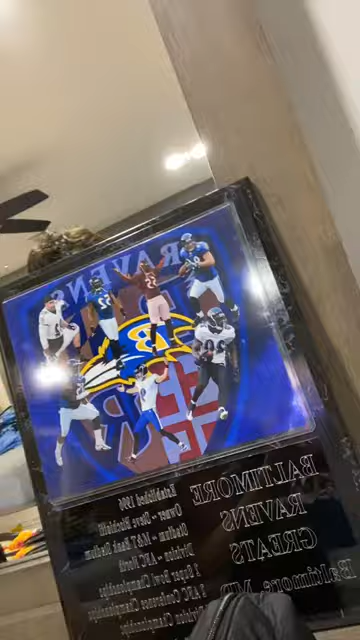 RAVENS
BALTIMORE
RAVENS
GREATS
Baltimore, MD
Established 1996
Owner - Steve Bisciotti
Stadium - M&T Bank Stadium
Division - AFC North
2 Super Bowl Championships
2 AFC Conference Championships
Division Championships